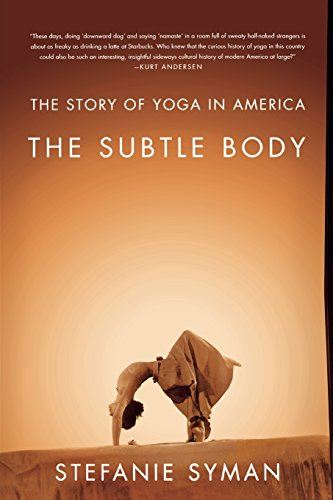 "These days, doing 'downward dog' and saying 'namaste' in a room full of sweaty half-naked strangers is
about as freaky as drinking a latte at Starbucks. Who knew that the curious history of yoga in this country
could also be such an interesting, insightful sideways cultural history of modern America at large?"
—KURT ANDERSEN
THE STORY OF YOGA IN AMERICA
THE SUBTLE BODY
STEFANIE SYMAN